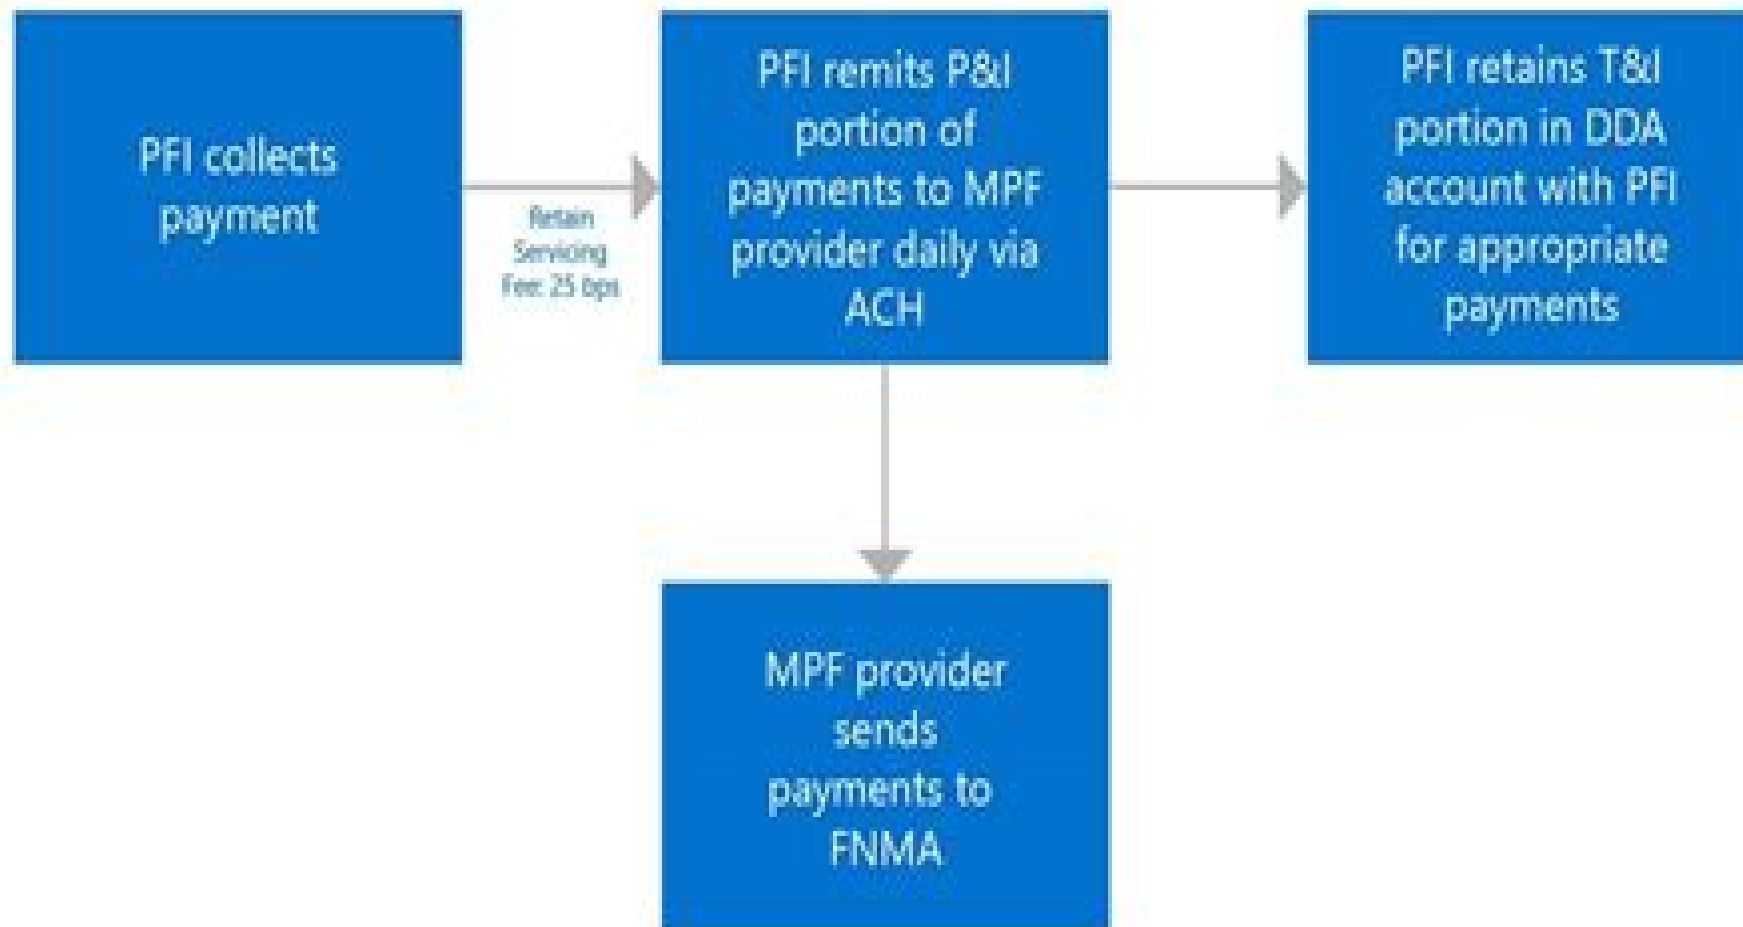 PFI collects
payment
Retain
Servicing
Fee: 25 bps
PFI remits P&I
portion of
payments to MPF
provider daily via
ACH
PFI retains T&I
portion in DDA
account with PFI
for appropriate
payments
MPF provider
sends
payments to
FNMA